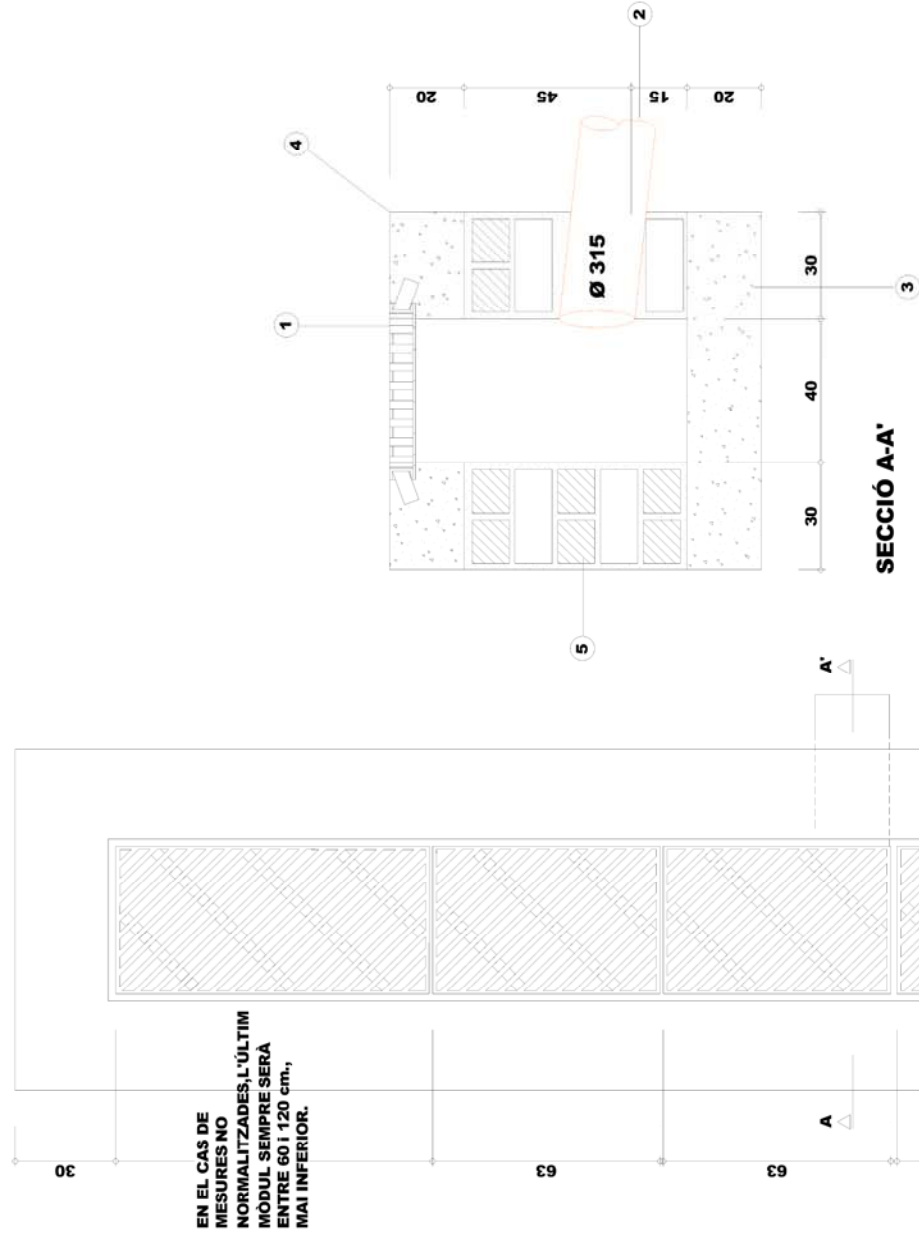 4
2
1
20
45
15
20
Ø 315
5
3
30
40
30
SECCIÓ A-A'
EN EL CAS DE
MESURES NO
NORMALITZADES,L'ÚLTIM
MÒDUL SEMPRE SERÀ
ENTRE 60 i 120 cm.,
MAI INFERIOR.
30
63
63
A
A'